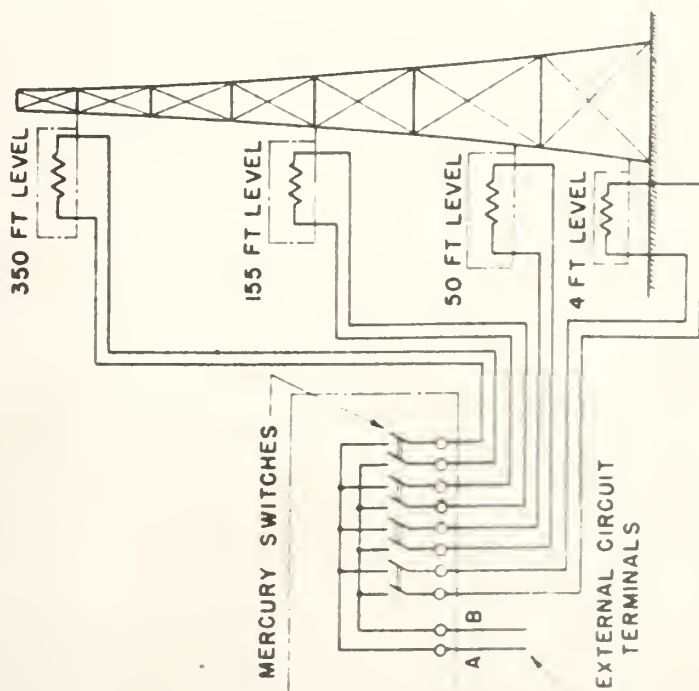 350 FT LEVEL
155 FT LEVEL
50 FT LEVEL
4 FT LEVEL
MERCURY SWITCHES
A
B
EXTERNAL CIRCUIT
TERMINALS